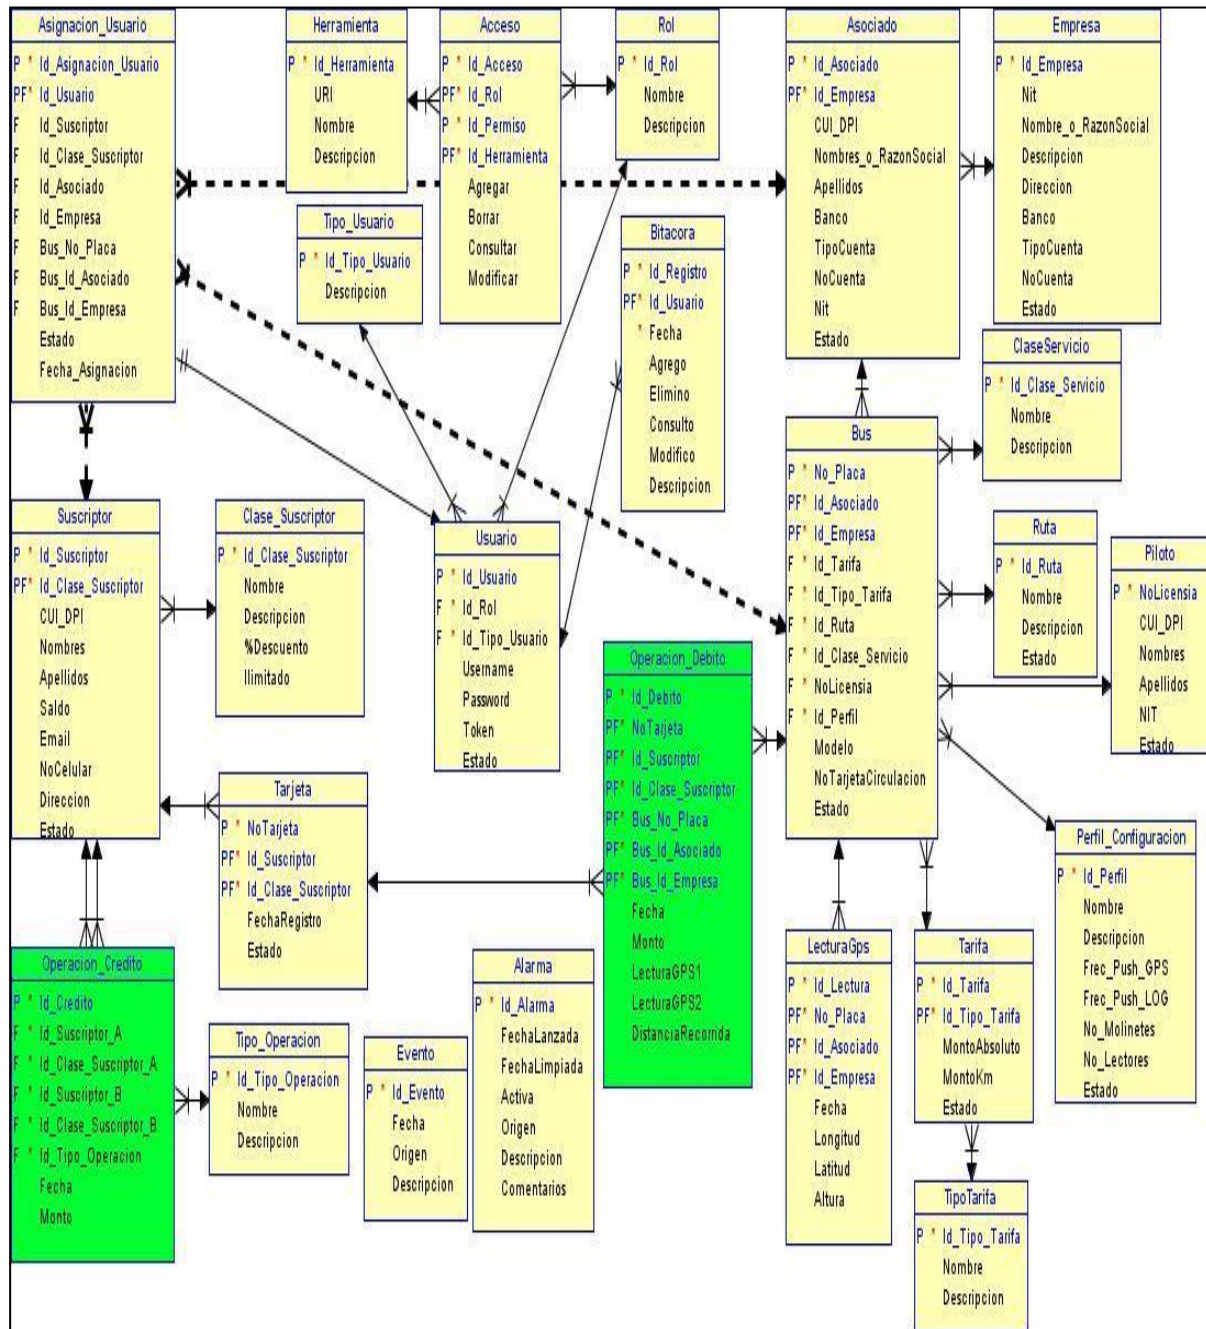 Asignacion_Usuario
P * Id_Asignacion_Usuario
PF* Id_Usuario
F Id_Suscriptor
F Id_Clase_Suscriptor
F Id_Asociado
F Id_Empresa
F Bus_No_Placa
F Bus_Id_Asociado
F Bus_Id_Empresa
Estado
Fecha_Asignacion
Herramienta
P * Id_Herramienta
URI
Nombre
Descripcion
Acceso
P * Id_Acceso
PF* Id_Rol
P * Id_Permiso
PF* Id_Herramienta
Agregar
Borrar
Consultar
Modificar
Rol
P * Id_Rol
Nombre
Descripcion
Asociado
P * Id_Asociado
PF* Id_Empresa
CUI_DPI
Nombres_o_RazonSocial
Apellidos
Banco
TipoCuenta
NoCuenta
Nit
Estado
Empresa
P * Id_Empresa
Nit
Nombre_o_RazonSocial
Descripcion
Direccion
Banco
TipoCuenta
NoCuenta
Estado
Tipo_Usuario
P * Id_Tipo_Usuario
Descripcion
Bitacora
P * Id_Registro
PF* Id_Usuario
* Fecha
Agrego
Elimino
Consulto
Modifico
Descripcion
ClaseServicio
P * Id_Clase_Servicio
Nombre
Descripcion
Bus
P * No_Placa
PF* Id_Asociado
PF* Id_Empresa
F * Id_Tarifa
F * Id_Tipo_Tarifa
F * Id_Ruta
F * Id_Clase_Servicio
F * NoLicensia
F * Id_Perfil
Modelo
NoTarjetaCirculacion
Estado
Suscriptor
P * Id_Suscriptor
PF* Id_Clase_Suscriptor
CUI_DPI
Nombres
Apellidos
Saldo
Email
NoCelular
Direccion
Estado
Clase_Suscriptor
P * Id_Clase_Suscriptor
Nombre
Descripcion
%Descuento
Ilimitado
Usuario
P * Id_Usuario
F * Id_Rol
F * Id_Tipo_Usuario
Username
Password
Token
Estado
Ruta
P * Id_Ruta
Nombre
Descripcion
Estado
Piloto
P * NoLicensia
CUI_DPI
Nombres
Apellidos
NIT
Estado
Operacion_Debito
P * Id_Debito
PF* NoTarjeta
PF* Id_Suscriptor
PF* Id_Clase_Suscriptor
PF* Bus_No_Placa
PF* Bus_Id_Asociado
PF* Bus_Id_Empresa
Fecha
Monto
LecturaGPS1
LecturaGPS2
DistanciaRecorrida
Tarjeta
P * NoTarjeta
PF* Id_Suscriptor
PF* Id_Clase_Suscriptor
FechaRegistro
Estado
Perfil_Configuracion
P * Id_Perfil
Nombre
Descripcion
Frec_Push_GPS
Frec_Push_LOG
No_Molinetes
No_Lectores
Estado
Operacion_Credito
P * Id_Credito
F * Id_Suscriptor_A
F * Id_Clase_Suscriptor_A
F * Id_Suscriptor_B
F * Id_Clase_Suscriptor_B
F * Id_Tipo_Operacion
Fecha
Monto
Tipo_Operacion
P * Id_Tipo_Operacion
Nombre
Descripcion
Evento
P * Id_Evento
Fecha
Origen
Descripcion
Alarma
P * Id_Alarma
FechaLanzada
FechaLimpiada
Activa
Origen
Descripcion
Comentarios
LecturaGps
P * Id_Lectura
PF* No_Placa
PF* Id_Asociado
PF* Id_Empresa
Fecha
Longitud
Latitud
Altura
Tarifa
P * Id_Tarifa
PF* Id_Tipo_Tarifa
MontoAbsoluto
MontoKm
Estado
TipoTarifa
P * Id_Tipo_Tarifa
Nombre
Descripcion